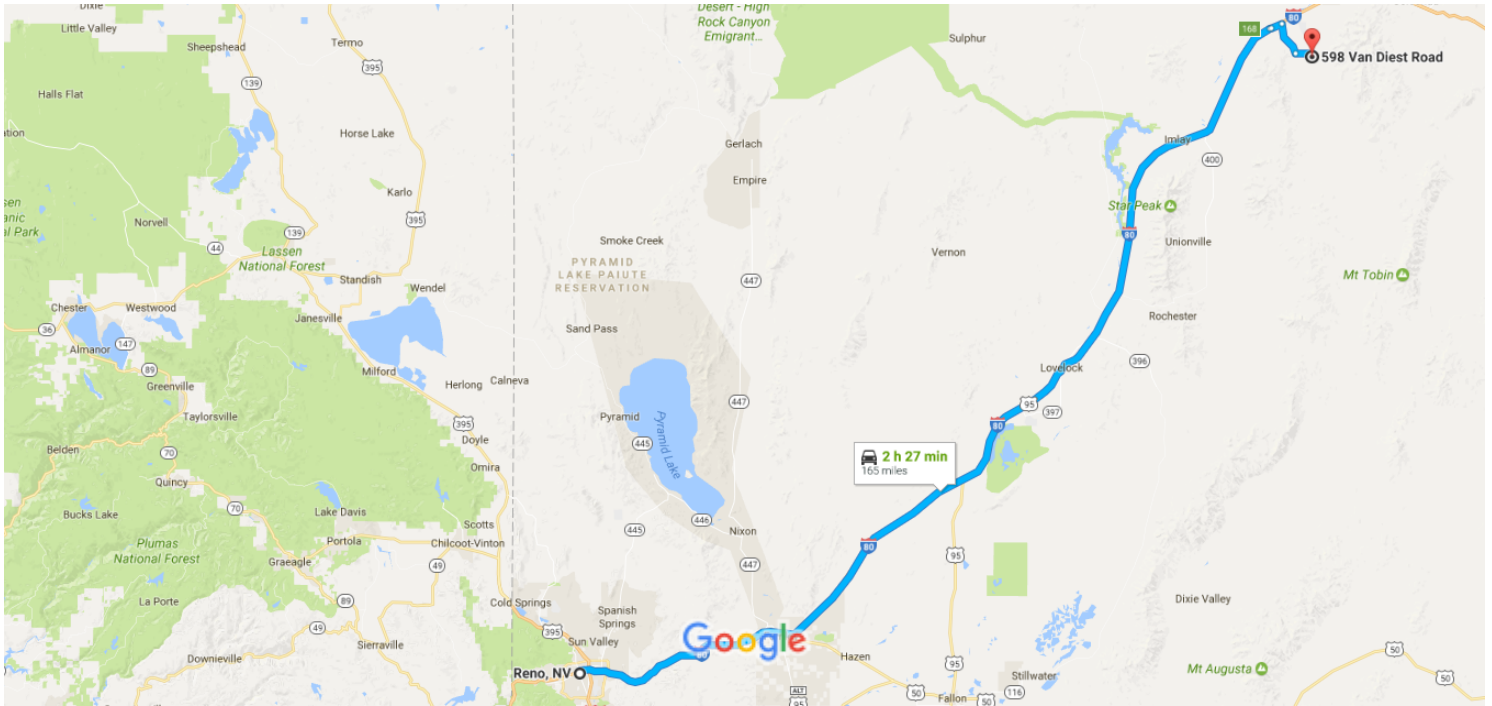 Dixie
Little Valley
Desert - High
Rock Canyon
Emigrant...
80
168
598 Van Diest Road
Sulphur
Sheepshead
Termo
395
139
Halls Flat
Horse Lake
Gerlach
Imlay
400
Empire
Karlo
Star Peak
Norvell
395
139
80
Unionville
44
Smoke Creek
Vernon
Lassen
National Forest
PYRAMID
LAKE PAIUTE
RESERVATION
Mt Tobin
Standish
Wendel
447
Chester
Westwood
Janesville
Rochester
36
Sand Pass
147
Almanor
396
89
Milford
Lovelock
Greenville
Herlong
Calneva
447
95
397
Taylorsville
Pyramid
Pyramid Lake
395
80
Doyle
445
Belden
70
2 h 27 min
165 miles
Omira
Quincy
70
Lake Davis
Bucks Lake
Scotts
446
445
Nixon
Plumas
National Forest
Portola
Chilcoot-Vinton
80
95
Graeagle
49
447
La Porte
89
Cold Springs
Spanish
Springs
Dixie Valley
49
395
Sun Valley
Google
Sierraville
80
Hazen
50
Downieville
95
Mt Augusta
Reno, NV
Stillwater
50
ALT
95
50
Fallon
50
116
50